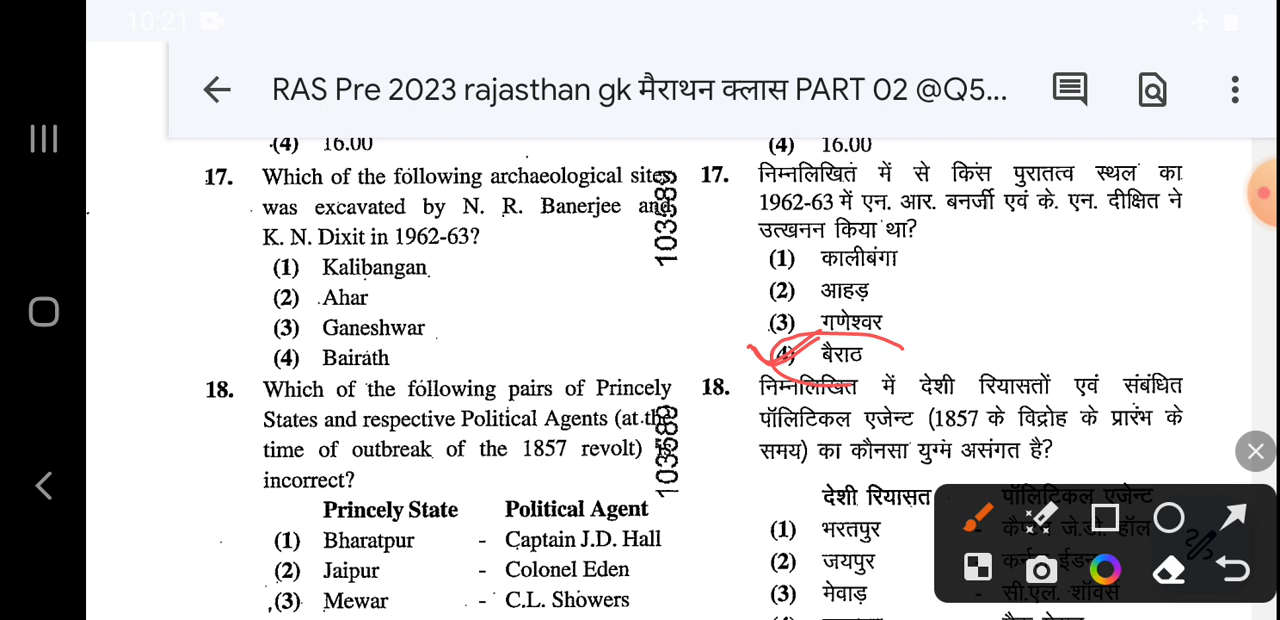 10:21
RAS Pre 2023 rajasthan gk मैराथन क्लास PART 02 @Q5...
(4) 16.00
17. Which of the following archaeological sites
was excavated by N. R. Banerjee and
K. N. Dixit in 1962-63?
(1) Kalibangan
(2) Ahar
(3) Ganeshwar
(4) Bairath
18. Which of the following pairs of Princely
States and respective Political Agents (at the
time of outbreak of the 1857 revolt) is
incorrect?
Princely State Political Agent
(1) Bharatpur - Captain J.D. Hall
(2) Jaipur - Colonel Eden
(3) Mewar - C.L. Showers
103589
103589
(4) 16.00
17. निम्नलिखित में से किस पुरातत्व स्थल का
1962-63 में एन. आर. बनर्जी एवं के. एन. दीक्षित ने
उत्खनन किया था?
(1) कालीबंगा
(2) आहड़
(3) गणेश्वर
(4) बैराठ
18. निम्नलिखित में देशी रियासतों एवं संबंधित
पॉलिटिकल एजेन्ट (1857 के विद्रोह के प्रारंभ के
समय) का कौनसा युग्म असंगत है?
देशी रियासत पॉलिटिकल एजेन्ट
(1) भरतपुर - जे.डी. हॉल
(2) जयपुर
(3) मेवाड़ - सी.एल. शॉवर्स